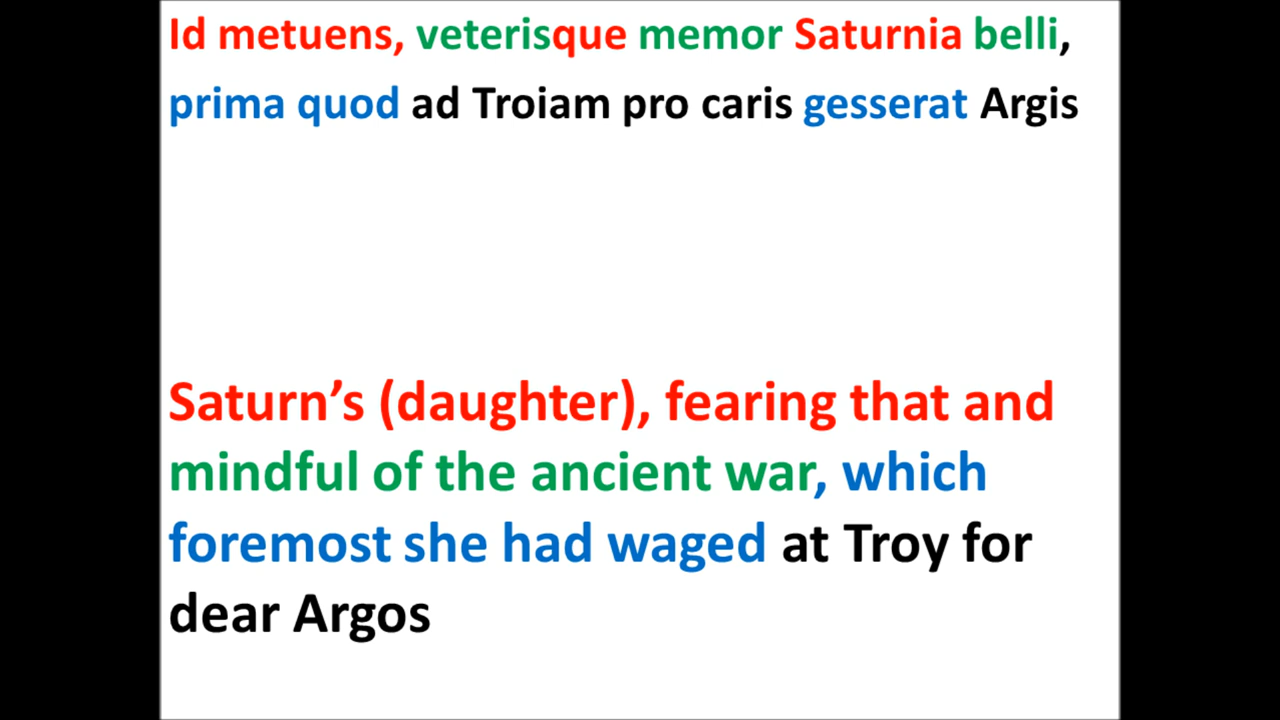 Id metuens, veterisque memor Saturnia belli,
prima quod ad Troiam pro caris gesserat Argis
Saturn’s (daughter), fearing that and
mindful of the ancient war, which
foremost she had waged at Troy for
dear Argos